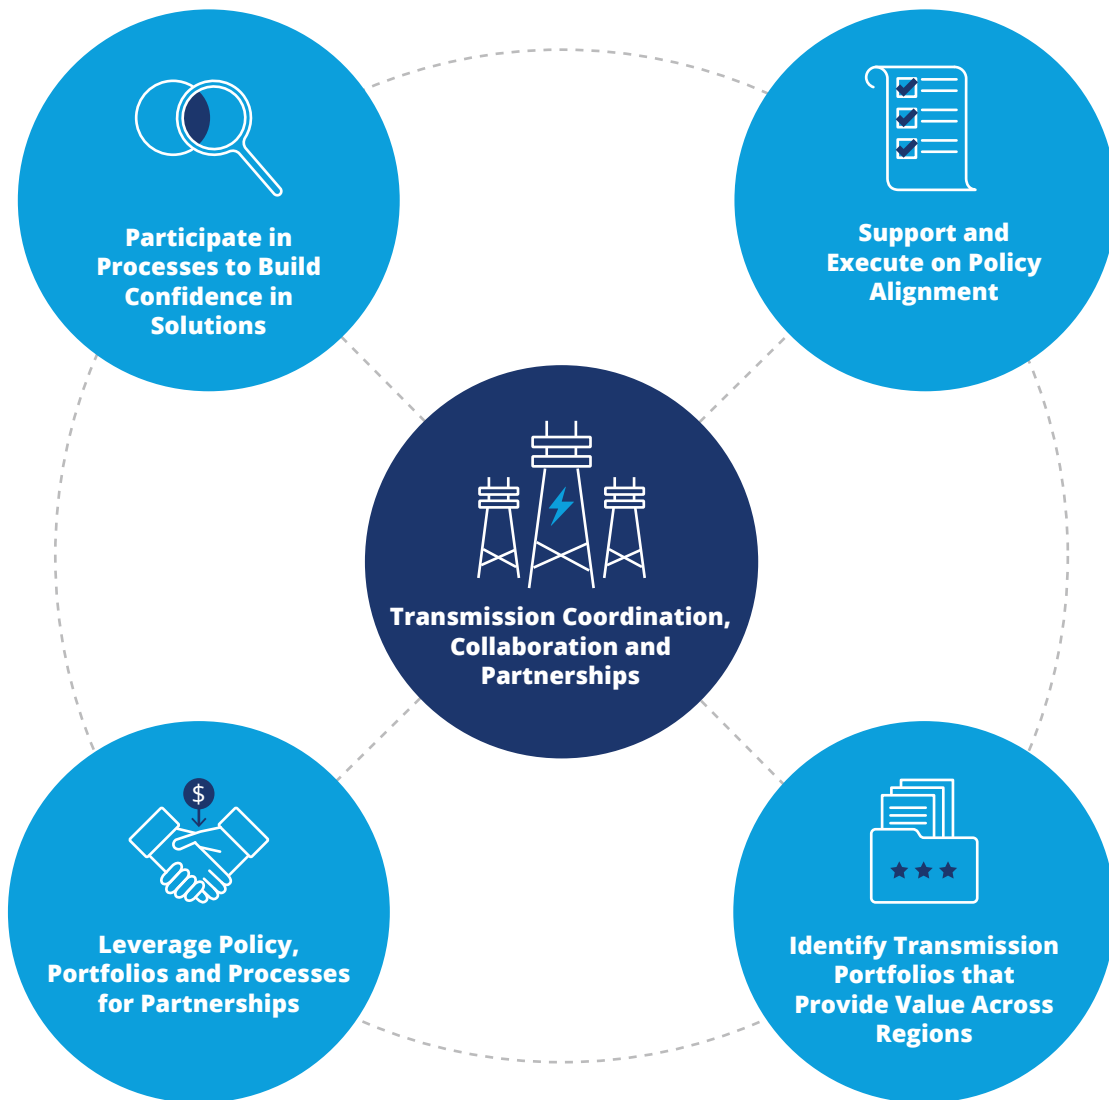 Participate in
Processes to Build
Confidence in
Solutions
Support and
Execute on Policy
Alignment
Transmission Coordination,
Collaboration and
Partnerships
$
Leverage Policy,
Portfolios and Processes
for Partnerships
Identify Transmission
Portfolios that
Provide Value Across
Regions